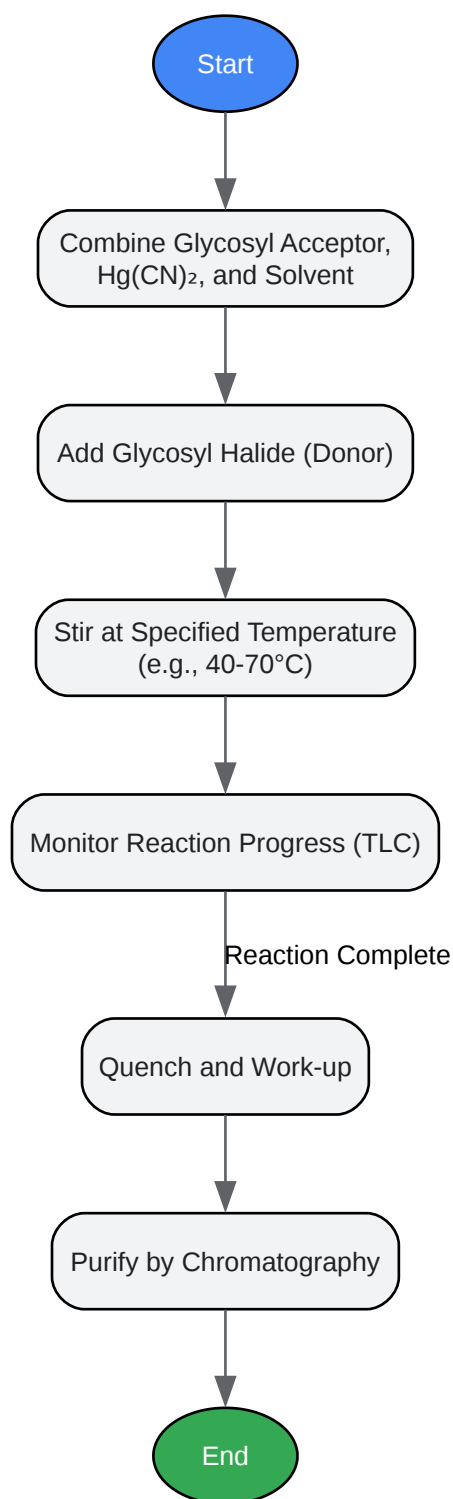 Start
Combine Glycosyl Acceptor,
Hg(CN)₂, and Solvent
Add Glycosyl Halide (Donor)
Stir at Specified Temperature
(e.g., 40-70°C)
Monitor Reaction Progress (TLC)
Reaction Complete
Quench and Work-up
Purify by Chromatography
End